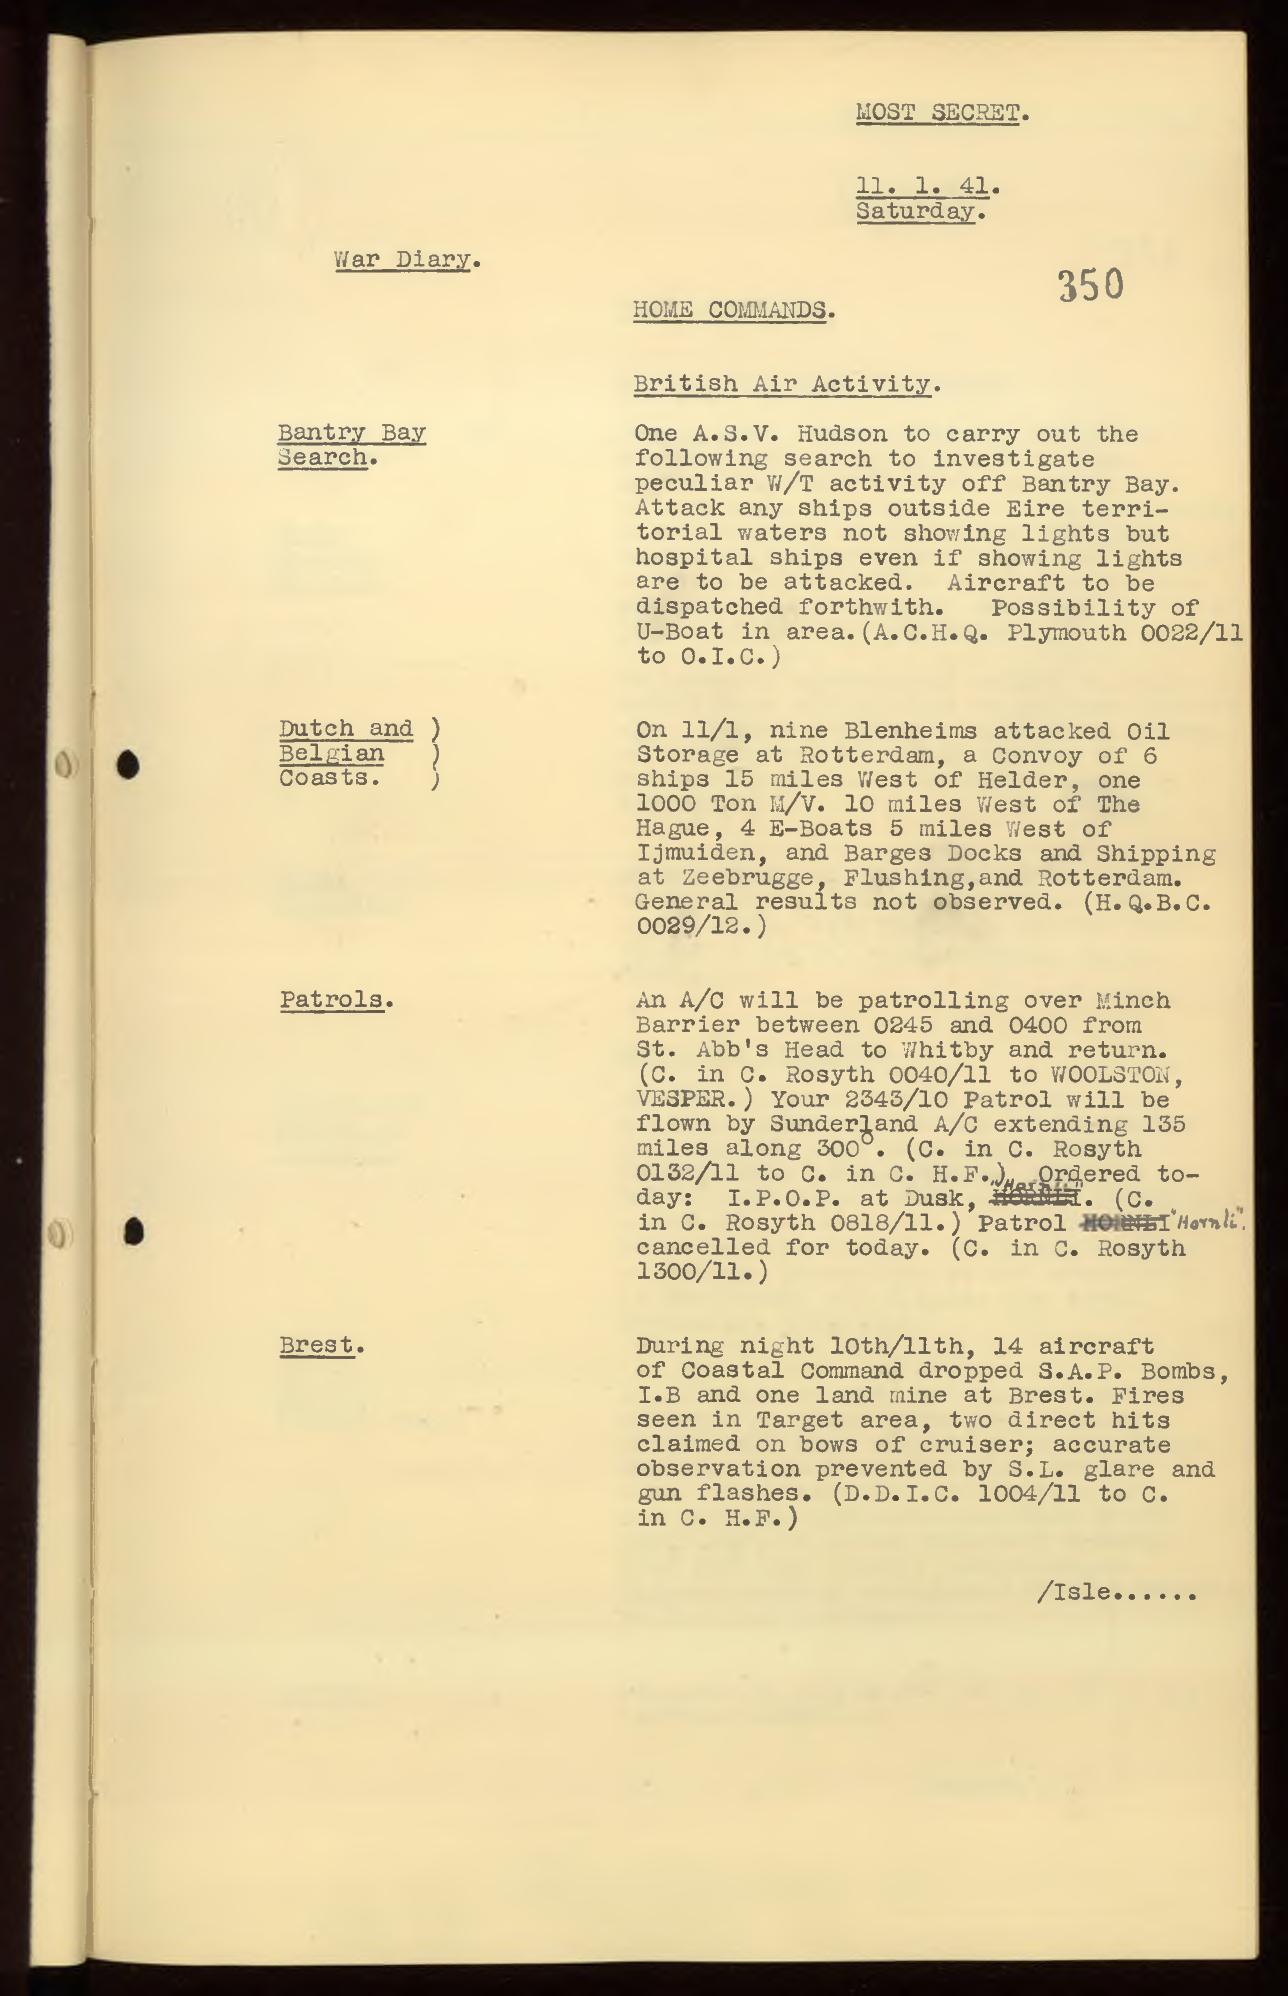 MOST SECRET.
11. 1. 41.
Saturday.
War Diary.
350
HOME COMMANDS.
British Air Activity.
Bantry Bay
Search.
One A.S.V. Hudson to carry out the
following search to investigate
peculiar W/T activity off Bantry Bay.
Attack any ships outside Eire terri-
torial waters not showing lights but
hospital ships even if showing lights
are to be attacked. Aircraft to be
dispatched forthwith. Possibility of
U-Boat in area.(A.C.H.Q. Plymouth 0022/11
to O.I.C.)
Dutch and )
Belgian )
Coasts. )
On 11/1, nine Blenheims attacked Oil
Storage at Rotterdam, a Convoy of 6
ships 15 miles West of Helder, one
1000 Ton M/V. 10 miles West of The
Hague, 4 E-Boats 5 miles West of
Ijmuiden, and Barges Docks and Shipping
at Zeebrugge, Flushing,and Rotterdam.
General results not observed. (H.Q.B.C.
0029/12.)
Patrols.
An A/C will be patrolling over Minch
Barrier between 0245 and 0400 from
St. Abb's Head to Whitby and return.
(C. in C. Rosyth 0040/11 to WOOLSTON,
VESPER.) Your 2343/10 Patrol will be
flown by Sunderland A/C extending 135
miles along 300°. (C. in C. Rosyth
0132/11 to C. in C. H.F.) Ordered to-
day: I.P.O.P. at Dusk, HORNLI "Hornli". (C.
in C. Rosyth 0818/11.) Patrol HORNLI "Hornli".
cancelled for today. (C. in C. Rosyth
1300/11.)
Brest.
During night 10th/11th, 14 aircraft
of Coastal Command dropped S.A.P. Bombs,
I.B and one land mine at Brest. Fires
seen in Target area, two direct hits
claimed on bows of cruiser; accurate
observation prevented by S.L. glare and
gun flashes. (D.D.I.C. 1004/11 to C.
in C. H.F.)
/Isle......